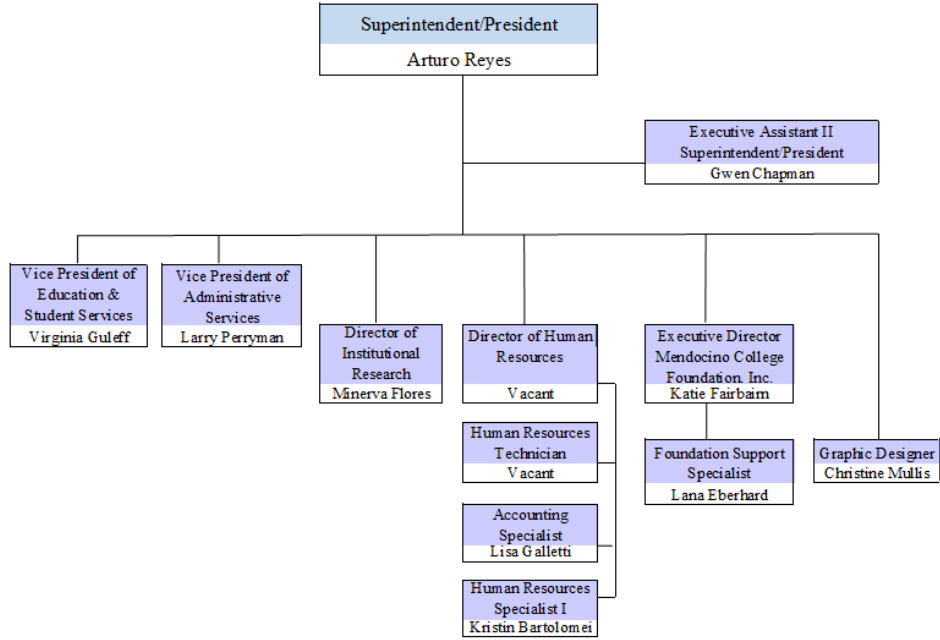 Superintendent/President
Arturo Reyes
Executive Assistant II
Superintendent/President
Gwen Chapman
Vice President of
Education &
Student Services
Virginia Guleff
Vice President of
Administrative
Services
Larry Perryman
Director of
Institutional
Research
Minerva Flores
Director of Human
Resources
Vacant
Executive Director
Mendocino College
Foundation, Inc.
Katie Fairbairn
Human Resources
Technician
Vacant
Foundation Support
Specialist
Lana Eberhard
Graphic Designer
Christine Mullis
Accounting
Specialist
Lisa Galletti
Human Resources
Specialist I
Kristin Bartolomei